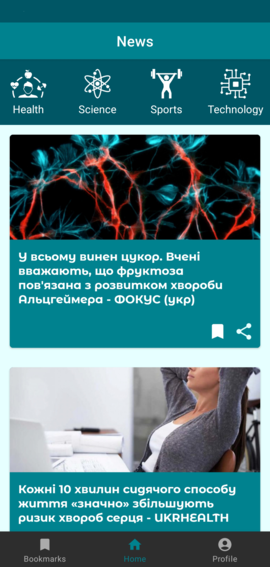 News
Health
Science
Sports
Technology
У всьому винен цукор. Вчені
вважають, що фруктоза
пов'язана з розвитком хвороби
Альцгеймера - ФОКУС (укр)
Кожні 10 хвилин сидячого способу
життя «значно» збільшують
ризик хвороб серця - UKRHEALTH
Bookmarks
Home
Profile